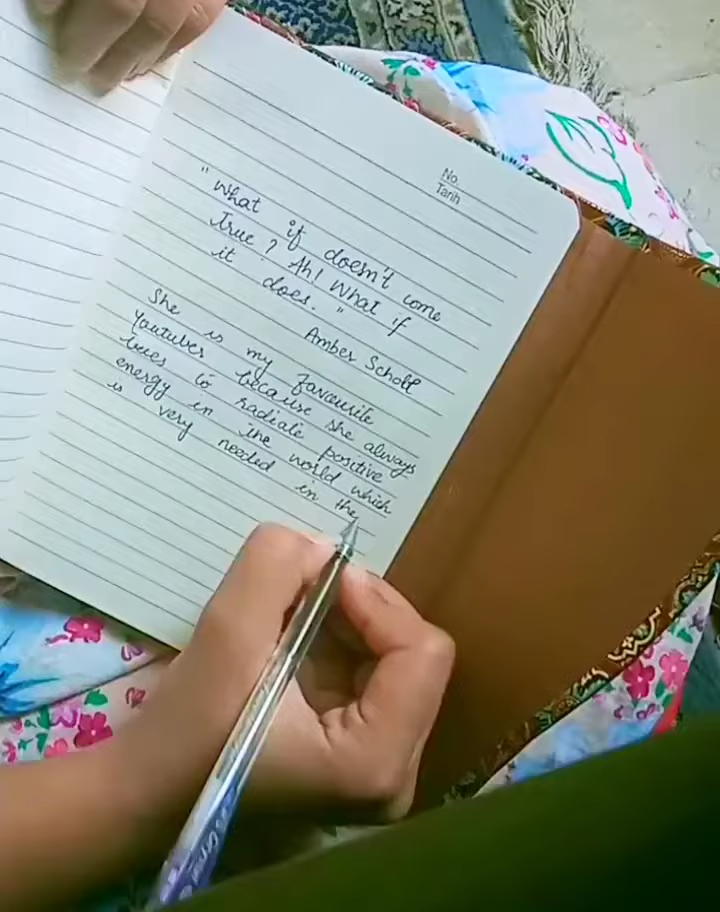 No.
Tarih
"What if doesn't come
true? Ah! What if
it does."
Amber Scholl
She is my favourite
Youtuber because she always
tries to radiate positive
energy in the world which
is very needed in the